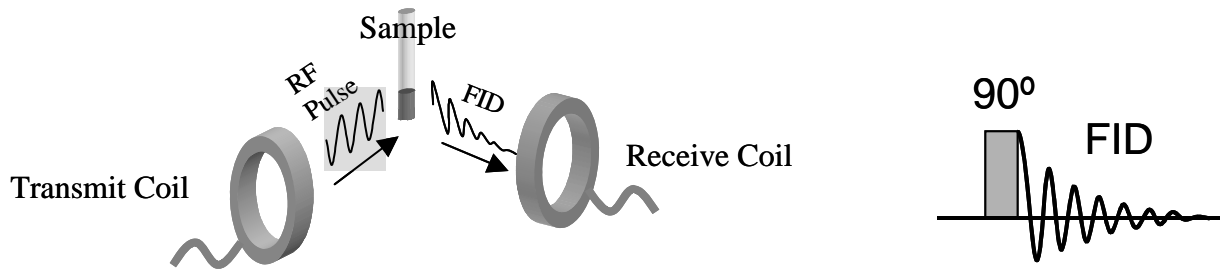 Sample
RF
Pulse
FID
Transmit Coil
Receive Coil
90º
FID